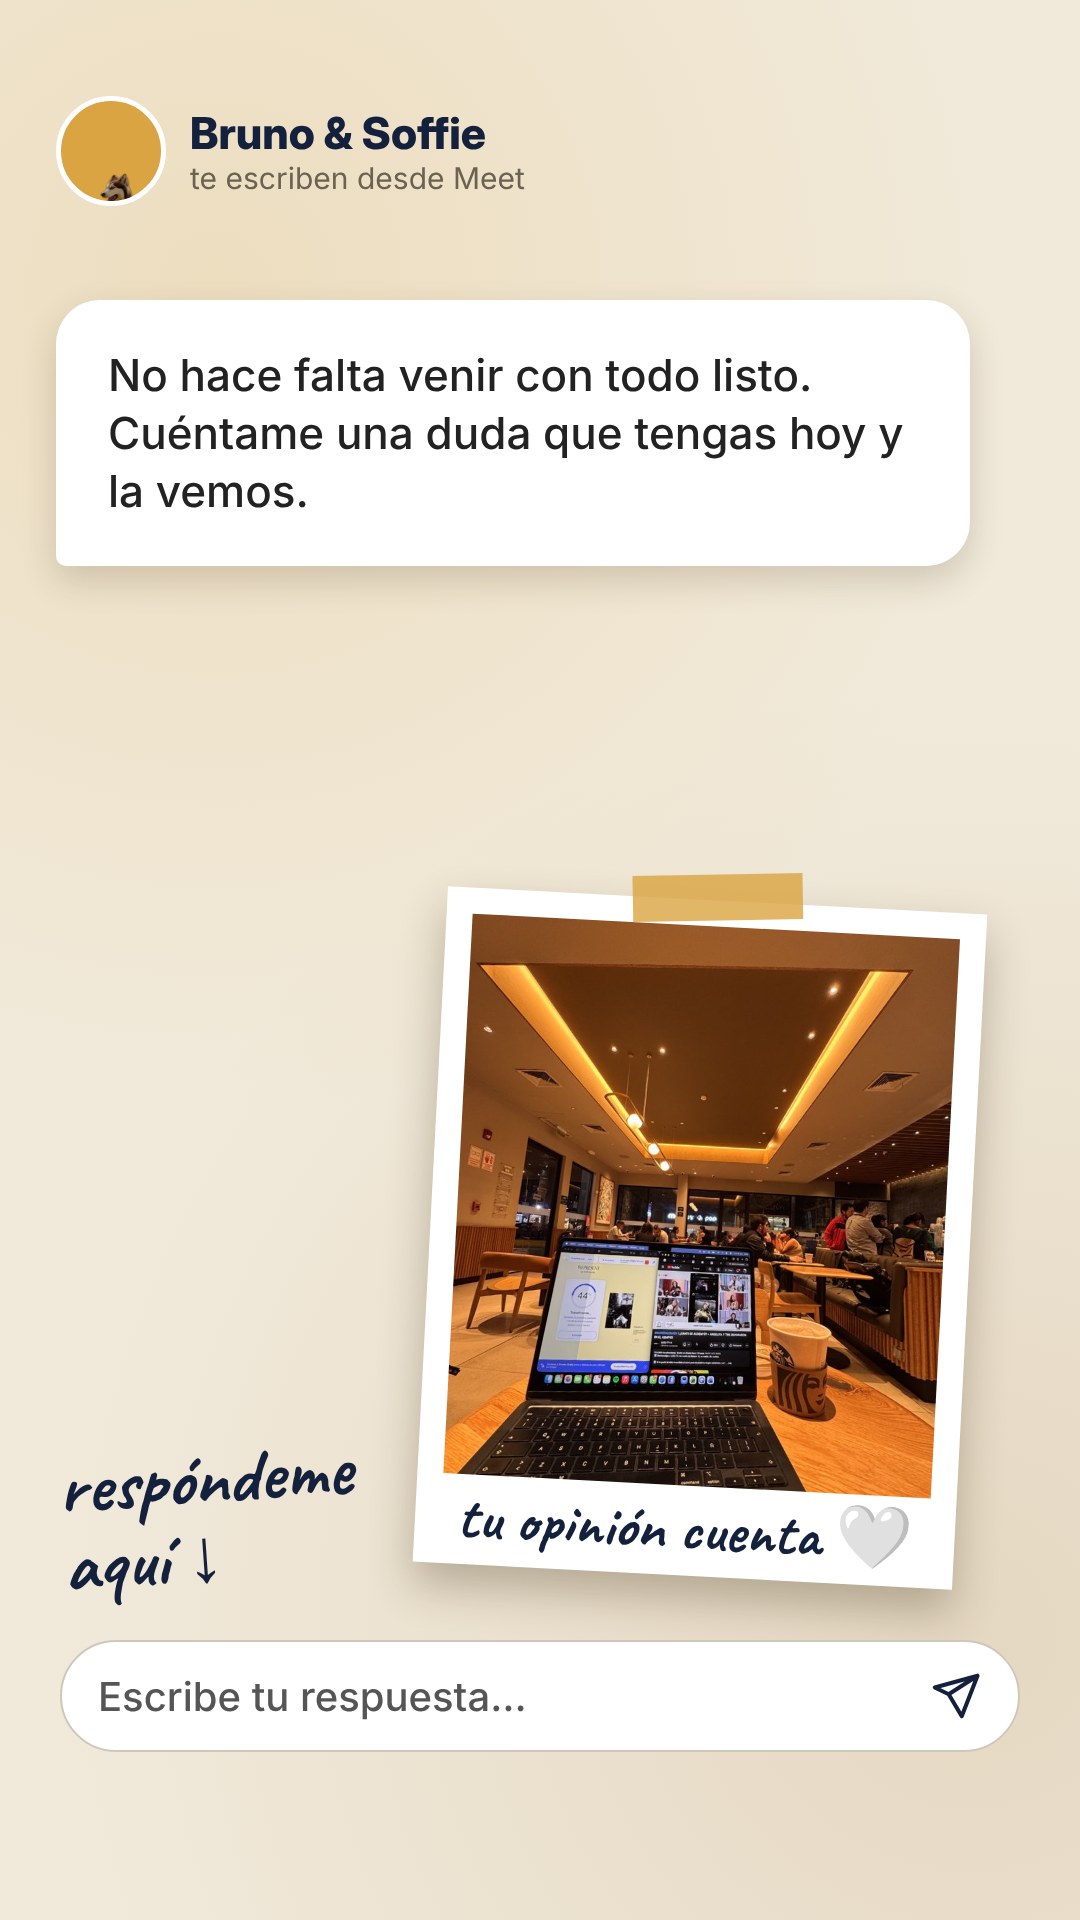 Bruno & Soffie
te escriben desde Meet
No hace falta venir con todo listo.
Cuéntame una duda que tengas hoy y
la vemos.
44
respóndeme
aquí ↓
tu opinión cuenta 🤍
Escribe tu respuesta...